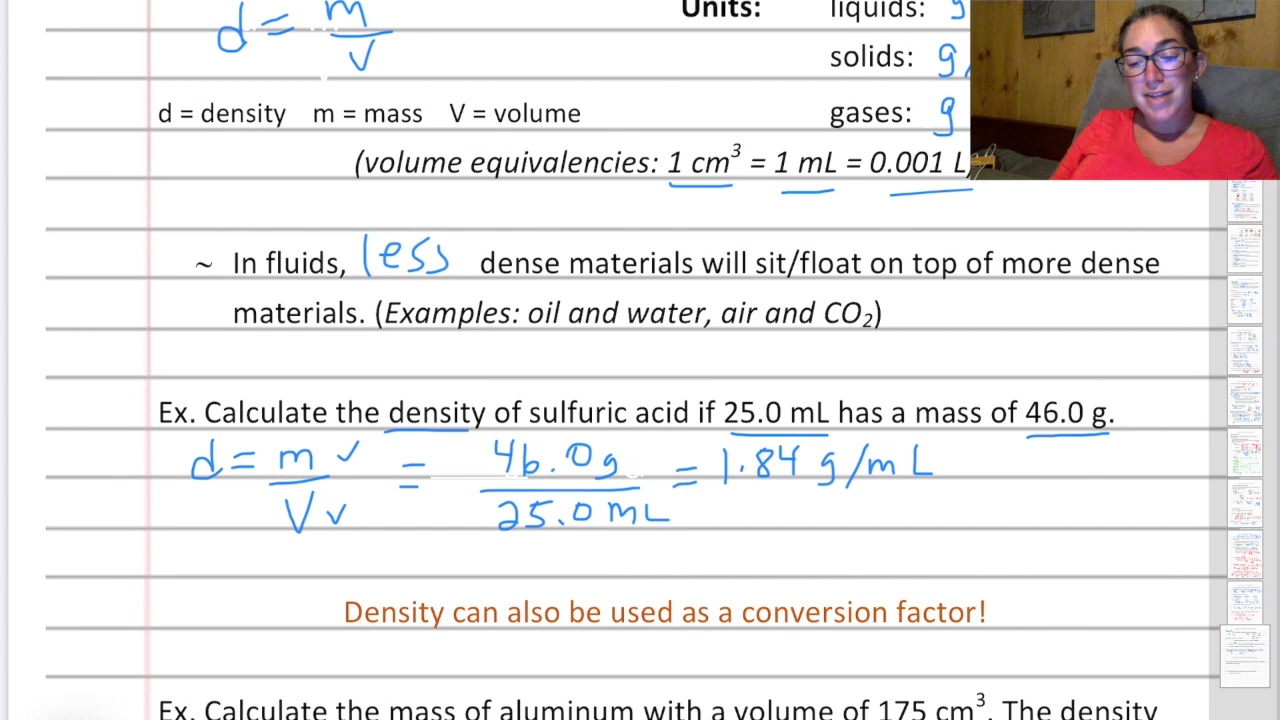 d = m/V
Units: liquids: g
solids: g
d = density m = mass V = volume
gases: g
(volume equivalencies: 1 cm³ = 1 mL = 0.001 L)
~ In fluids, less dense materials will sit/float on top of more dense
materials. (Examples: oil and water, air and CO₂)
Ex. Calculate the density of sulfuric acid if 25.0 mL has a mass of 46.0 g.
d = m ✓/V ✓ = 46.0 g/25.0 mL = 1.84 g/mL
Density can also be used as a conversion factor!
Ex. Calculate the mass of aluminum with a volume of 175 cm³. The density